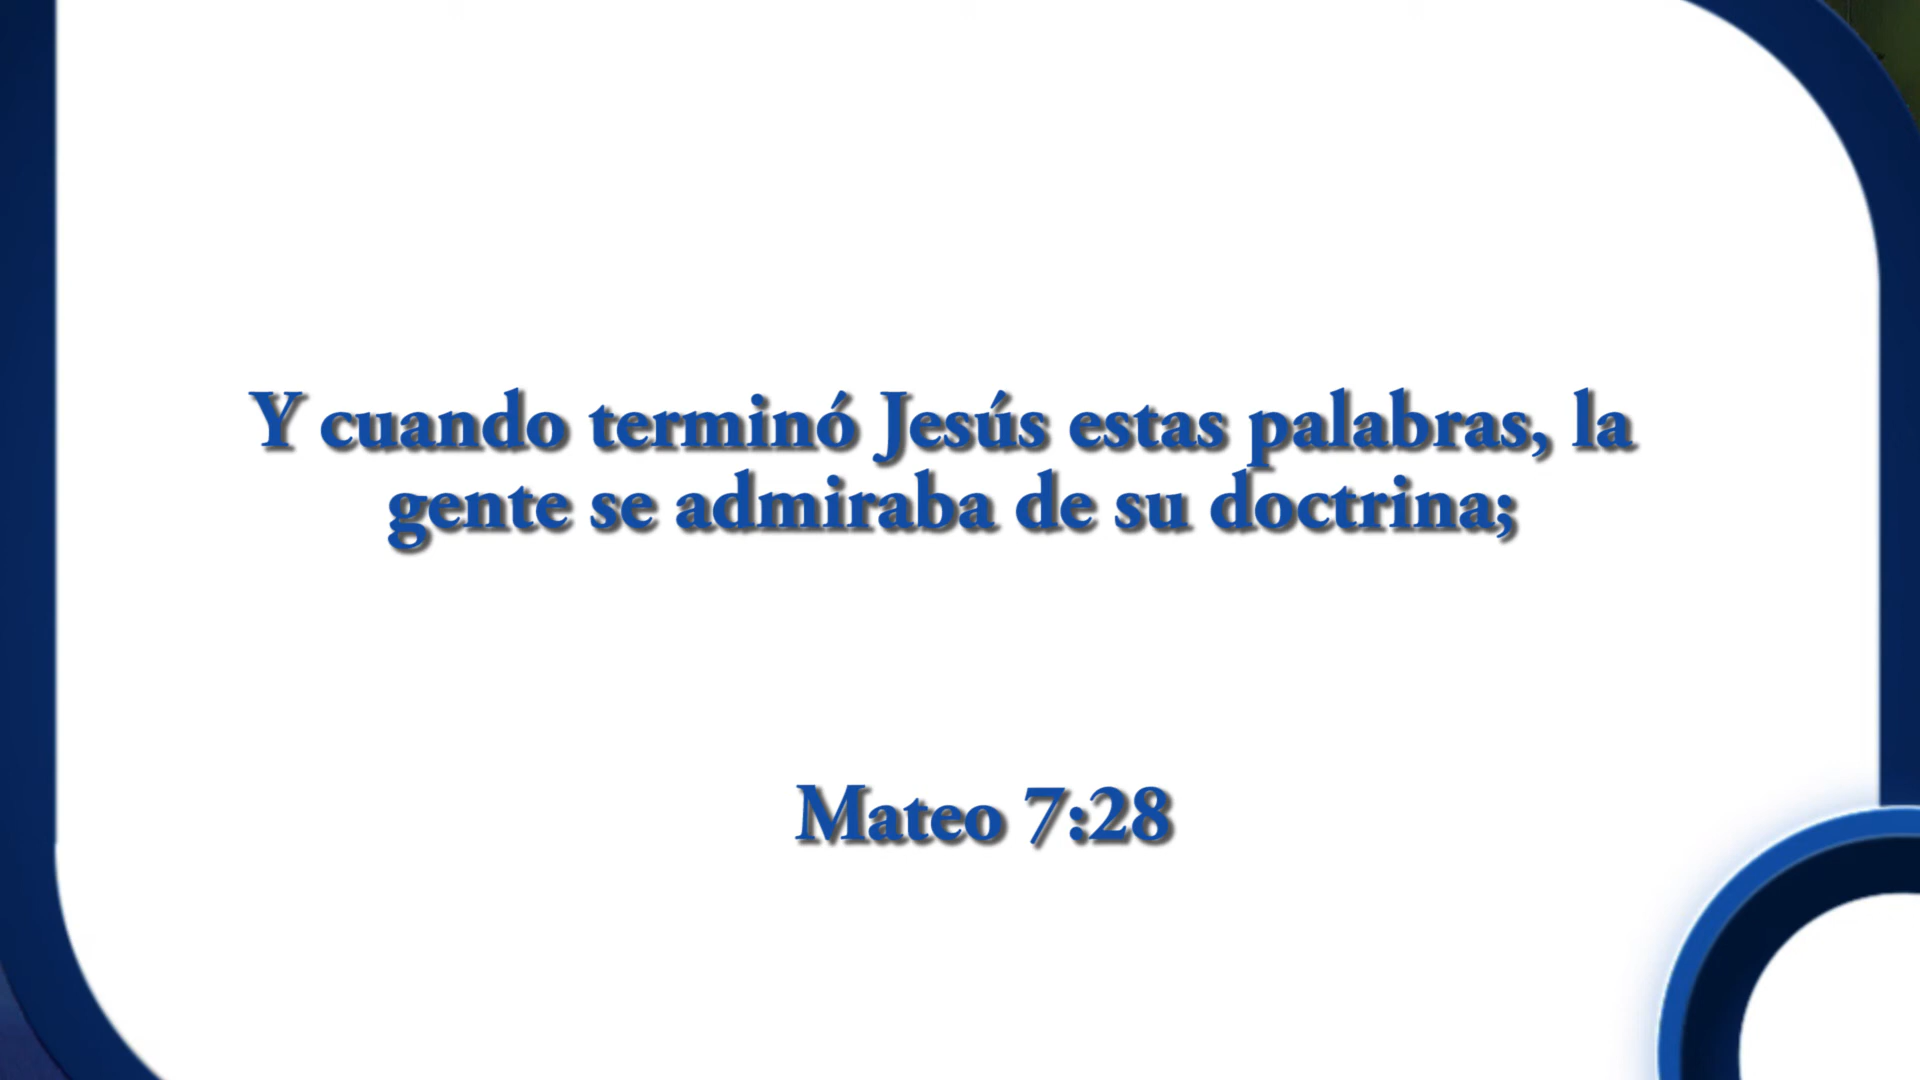 Y cuando terminó Jesús estas palabras, la
gente se admiraba de su doctrina;
Mateo 7:28